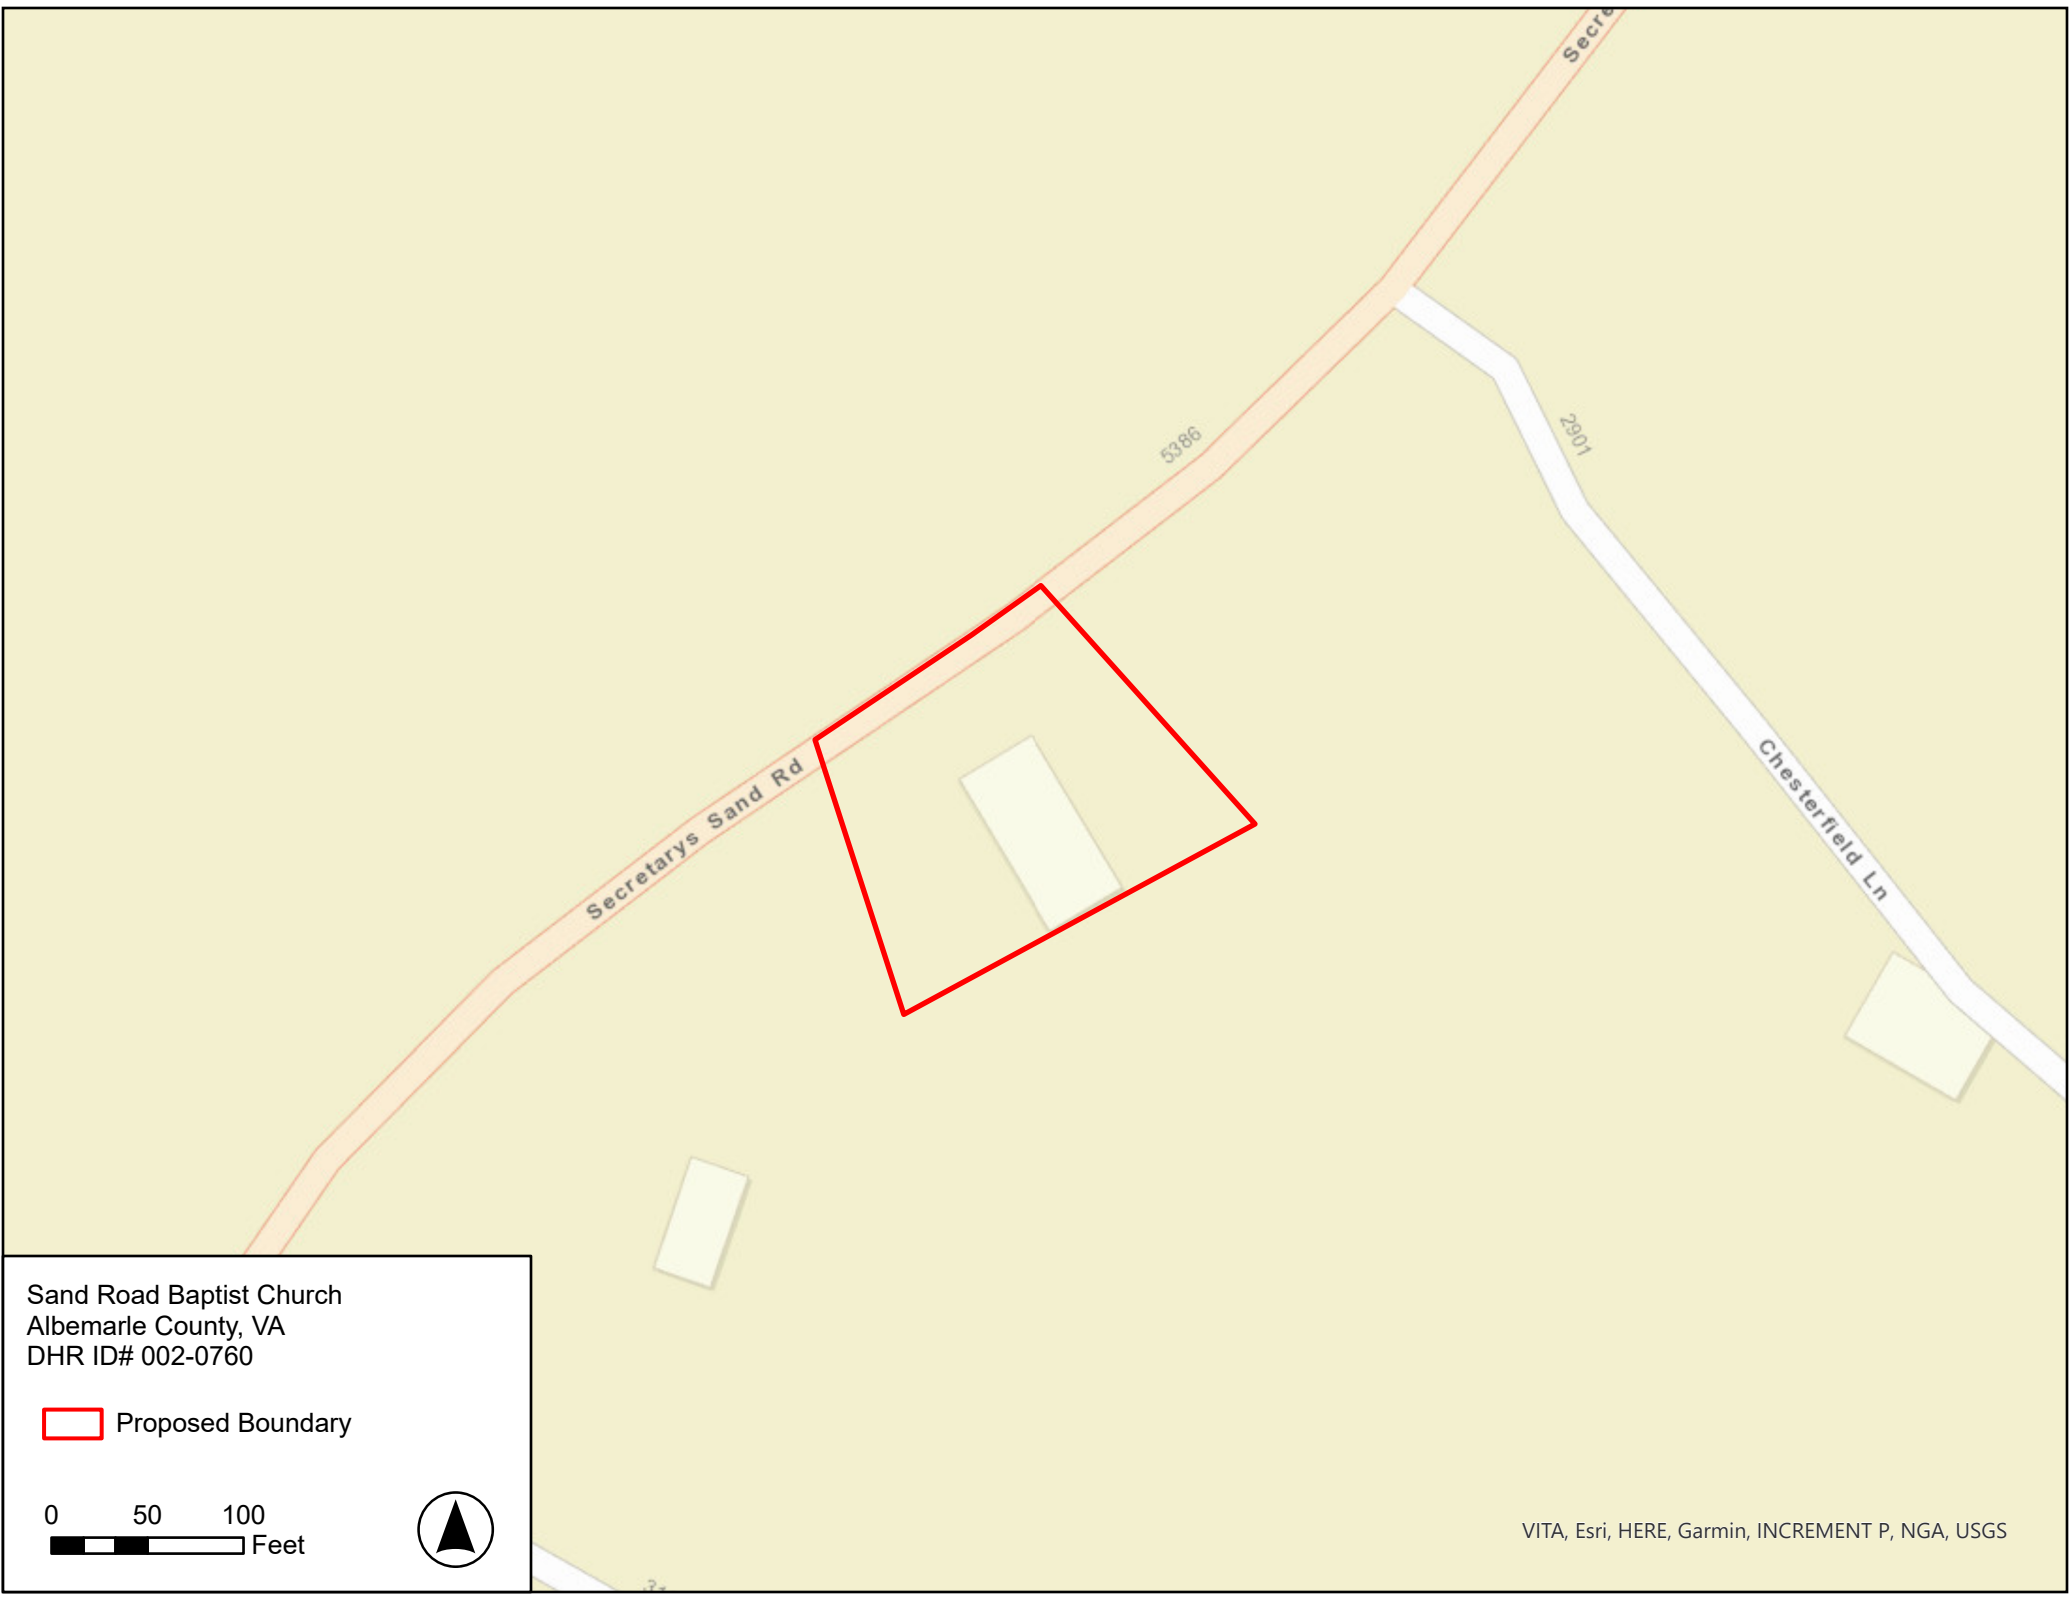 Secre
5386
2901
Secretarys Sand Rd
Chesterfield Ln
Sand Road Baptist Church
Albemarle County, VA
DHR ID# 002-0760
Proposed Boundary
0 50 100
Feet
VITA, Esri, HERE, Garmin, INCREMENT P, NGA, USGS